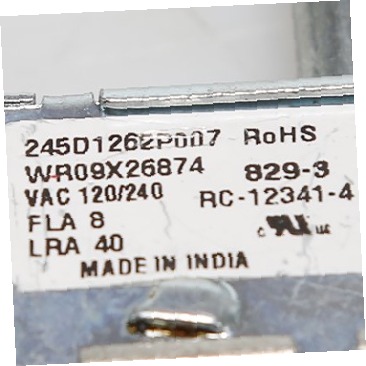 245D1262P007 RoHS
WR09X26874 829-3
VAC 120/240 RC-12341-4
FLA 8
LRA 40
MADE IN INDIA